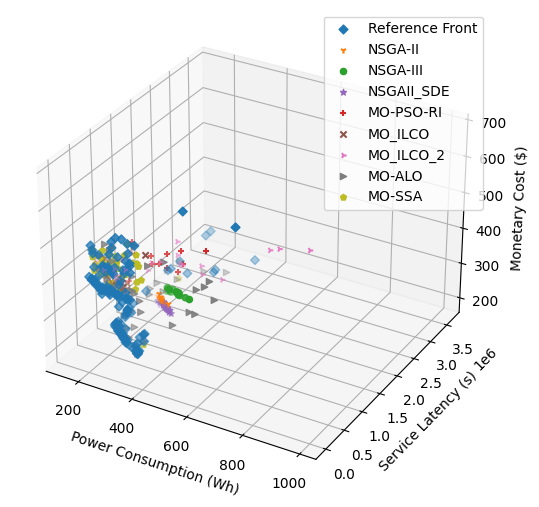 Reference Front
NSGA-II
NSGA-III
NSGAII_SDE
MO-PSO-RI
MO_ILCO
MO_ILCO_2
MO-ALO
MO-SSA
700
600
500
400
300
200
Monetary Cost ($)
3.5
3.0
2.5
2.0
1.5
1.0
0.5
0.0
1e6
Service Latency (s)
200
400
600
800
1000
Power Consumption (Wh)